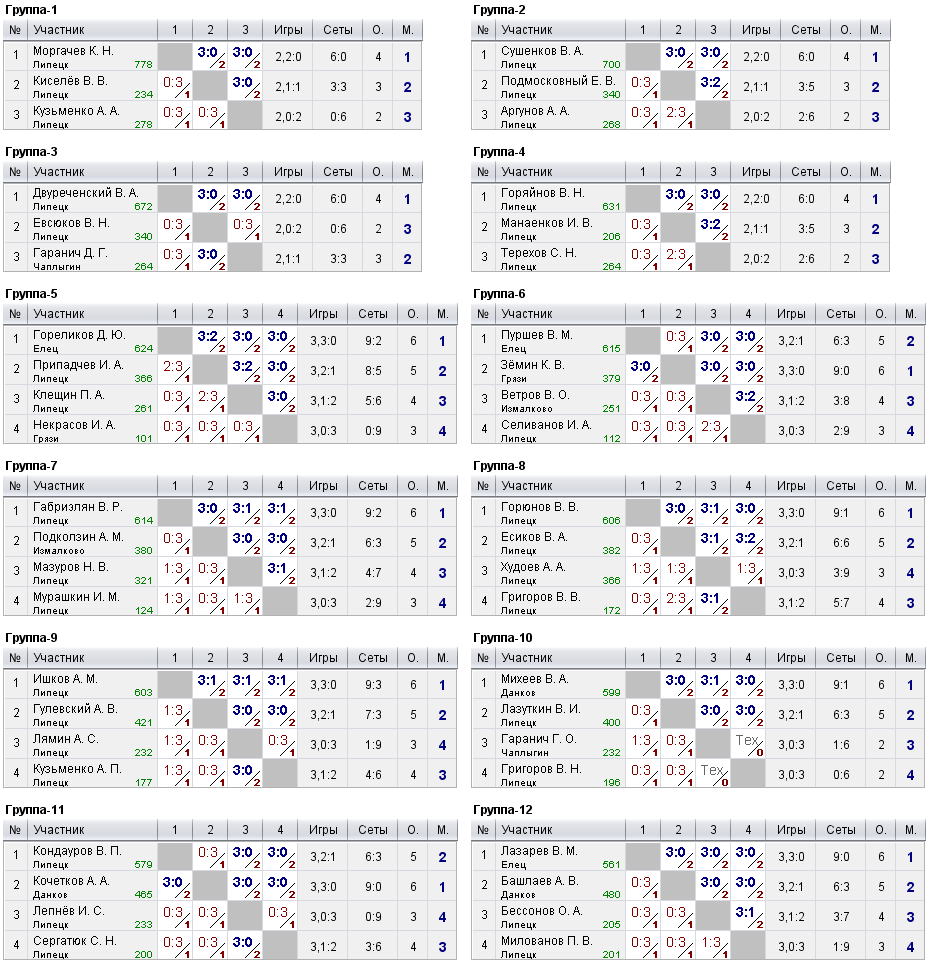 Группа-1
№ Участник 1 2 3 Игры Сеты О. М.
1 Моргачев К. Н. Липецк 778 3:0/2 3:0/2 2,2:0 6:0 4 1
2 Киселёв В. В. Липецк 234 0:3/1 3:0/2 2,1:1 3:3 3 2
3 Кузьменко А. А. Липецк 278 0:3/1 0:3/1 2,0:2 0:6 2 3
Группа-2
№ Участник 1 2 3 Игры Сеты О. М.
1 Сушенков В. А. Липецк 700 3:0/2 3:0/2 2,2:0 6:0 4 1
2 Подмосковный Е. В. Липецк 340 0:3/1 3:2/2 2,1:1 3:5 3 2
3 Аргунов А. А. Липецк 268 0:3/1 2:3/1 2,0:2 2:6 2 3
Группа-3
№ Участник 1 2 3 Игры Сеты О. М.
1 Двуреченский В. А. Липецк 672 3:0/2 3:0/2 2,2:0 6:0 4 1
2 Евсюков В. Н. Липецк 340 0:3/1 0:3/1 2,0:2 0:6 2 3
3 Гаранич Д. Г. Чаплыгин 264 0:3/1 3:0/2 2,1:1 3:3 3 2
Группа-4
№ Участник 1 2 3 Игры Сеты О. М.
1 Горяйнов В. Н. Липецк 631 3:0/2 3:0/2 2,2:0 6:0 4 1
2 Манаенков И. В. Липецк 206 0:3/1 3:2/2 2,1:1 3:5 3 2
3 Терехов С. Н. Липецк 264 0:3/1 2:3/1 2,0:2 2:6 2 3
Группа-5
№ Участник 1 2 3 4 Игры Сеты О. М.
1 Гореликов Д. Ю. Елец 624 3:2/2 3:0/2 3:0/2 3,3:0 9:2 6 1
2 Припадчев И. А. Липецк 366 2:3/1 3:2/2 3:0/2 3,2:1 8:5 5 2
3 Клещин П. А. Липецк 261 0:3/1 2:3/1 3:0/2 3,1:2 5:6 4 3
4 Некрасов И. А. Грязи 101 0:3/1 0:3/1 0:3/1 3,0:3 0:9 3 4
Группа-6
№ Участник 1 2 3 4 Игры Сеты О. М.
1 Пуршев В. М. Елец 615 0:3/1 3:0/2 3:0/2 3,2:1 6:3 5 2
2 Зёмин К. В. Грязи 379 3:0/2 3:0/2 3:0/2 3,3:0 9:0 6 1
3 Ветров В. О. Измалково 251 0:3/1 0:3/1 3:2/2 3,1:2 3:8 4 3
4 Селиванов И. А. Липецк 112 0:3/1 0:3/1 2:3/1 3,0:3 2:9 3 4
Группа-7
№ Участник 1 2 3 4 Игры Сеты О. М.
1 Габриэлян В. Р. Липецк 614 3:0/2 3:1/2 3:1/2 3,3:0 9:2 6 1
2 Подколзин А. М. Измалково 380 0:3/1 3:0/2 3:0/2 3,2:1 6:3 5 2
3 Мазуров Н. В. Липецк 321 1:3/1 0:3/1 3:1/2 3,1:2 4:7 4 3
4 Мурашкин И. М. Липецк 124 1:3/1 0:3/1 1:3/1 3,0:3 2:9 3 4
Группа-8
№ Участник 1 2 3 4 Игры Сеты О. М.
1 Горюнов В. В. Липецк 606 3:0/2 3:1/2 3:0/2 3,3:0 9:1 6 1
2 Есиков В. А. Липецк 382 0:3/1 3:1/2 3:2/2 3,2:1 6:6 5 2
3 Худоев А. А. Липецк 366 1:3/1 1:3/1 1:3/1 3,0:3 3:9 3 4
4 Григоров В. В. Липецк 172 0:3/1 2:3/1 3:1/2 3,1:2 5:7 4 3
Группа-9
№ Участник 1 2 3 4 Игры Сеты О. М.
1 Ишков А. М. Липецк 603 3:1/2 3:1/2 3:1/2 3,3:0 9:3 6 1
2 Гулевский А. В. Липецк 421 1:3/1 3:0/2 3:0/2 3,2:1 7:3 5 2
3 Лямин А. С. Липецк 232 1:3/1 0:3/1 0:3/1 3,0:3 1:9 3 4
4 Кузьменко А. П. Липецк 177 1:3/1 0:3/1 3:0/2 3,1:2 4:6 4 3
Группа-10
№ Участник 1 2 3 4 Игры Сеты О. М.
1 Михеев В. А. Данков 599 3:0/2 3:1/2 3:0/2 3,3:0 9:1 6 1
2 Лазуткин В. И. Липецк 400 0:3/1 3:0/2 3:0/2 3,2:1 6:3 5 2
3 Гаранич Г. О. Чаплыгин 232 1:3/1 0:3/1 Тех/0 3,0:3 1:6 2 3
4 Григоров В. Н. Липецк 196 0:3/1 0:3/1 Тех/0 3,0:3 0:6 2 4
Группа-11
№ Участник 1 2 3 4 Игры Сеты О. М.
1 Кондауров В. П. Липецк 579 0:3/1 3:0/2 3:0/2 3,2:1 6:3 5 2
2 Кочетков А. А. Данков 465 3:0/2 3:0/2 3:0/2 3,3:0 9:0 6 1
3 Лепнёв И. С. Липецк 233 0:3/1 0:3/1 0:3/1 3,0:3 0:9 3 4
4 Сергатюк С. Н. Липецк 200 0:3/1 0:3/1 3:0/2 3,1:2 3:6 4 3
Группа-12
№ Участник 1 2 3 4 Игры Сеты О. М.
1 Лазарев В. М. Елец 561 3:0/2 3:0/2 3:0/2 3,3:0 9:0 6 1
2 Башлаев А. В. Данков 480 0:3/1 3:0/2 3:0/2 3,2:1 6:3 5 2
3 Бессонов О. А. Липецк 205 0:3/1 0:3/1 3:1/2 3,1:2 3:7 4 3
4 Милованов П. В. Липецк 201 0:3/1 0:3/1 1:3/1 3,0:3 1:9 3 4